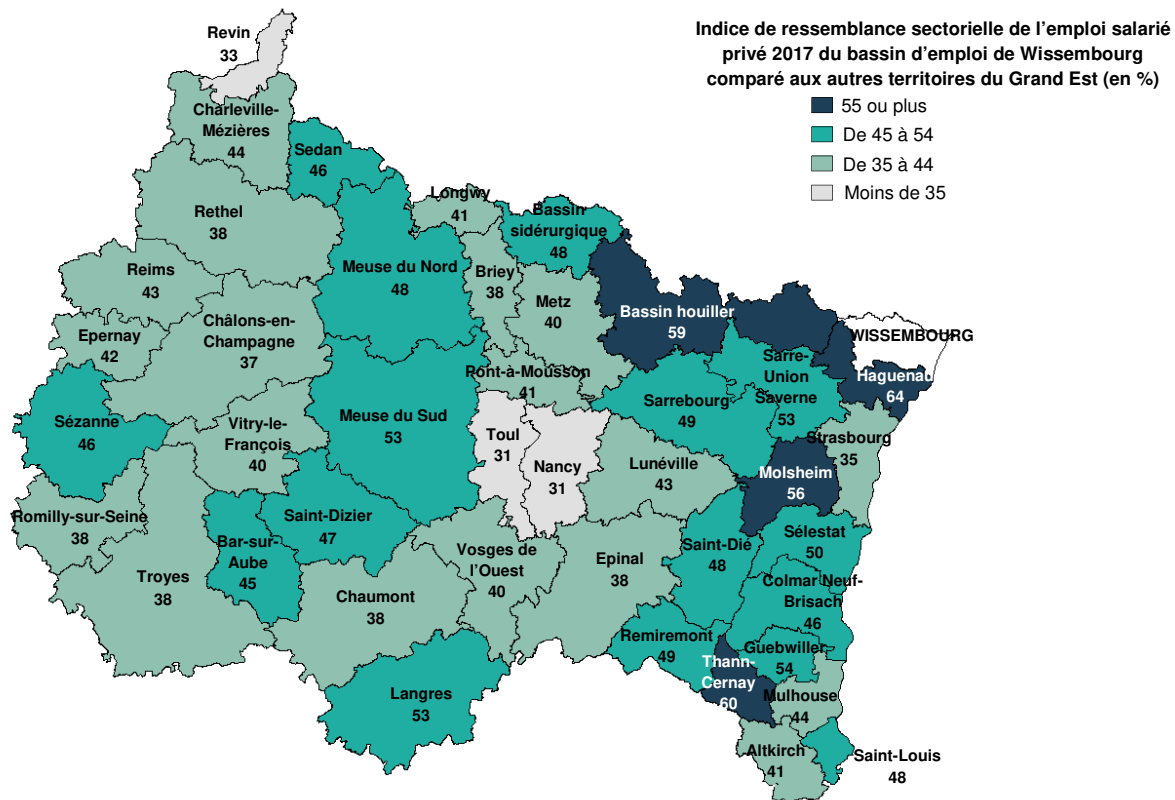 Indice de ressemblance sectorielle de l'emploi salarié
privé 2017 du bassin d'emploi de Wissembourg
comparé aux autres territoires du Grand Est (en %)
55 ou plus
De 45 à 54
De 35 à 44
Moins de 35
Revin
33
Charleville-
Mézières
44
Sedan
46
Rethel
38
Longwy
41
Bassin
sidérurgique
48
Reims
43
Meuse du Nord
48
Briey
38
Metz
40
Bassin houiller
59
WISSEMBOURG
Epernay
42
Châlons-en-
Champagne
37
Pont-à-Mousson
41
Sarre-
Union
Saverne
53
Haguenau
64
Sarrebourg
49
Sézanne
46
Vitry-le-
François
40
Meuse du Sud
53
Toul
31
Nancy
31
Lunéville
43
Strasbourg
35
Molsheim
56
Romilly-sur-Seine
38
Saint-Dizier
47
Bar-sur-
Aube
45
Vosges de
l'Ouest
40
Epinal
38
Saint-Dié
48
Sélestat
50
Troyes
38
Chaumont
38
Colmar Neuf-
Brisach
46
Remiremont
49
Guebwiller
54
Thann-
Cernay
60
Langres
53
Mulhouse
44
Altkirch
41
Saint-Louis
48